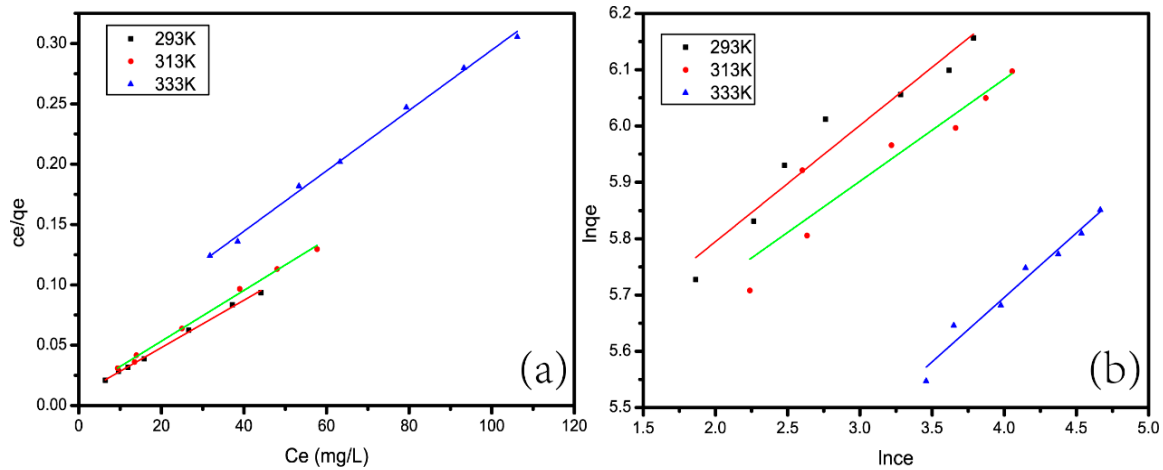 293K
313K
333K
ce/qe
0.30
0.25
0.20
0.15
0.10
0.05
0.00
0 20 40 60 80 100 120
Ce (mg/L)
(a)
293K
313K
333K
lnqe
6.2
6.1
6.0
5.9
5.8
5.7
5.6
5.5
1.5 2.0 2.5 3.0 3.5 4.0 4.5 5.0
lnce
(b)